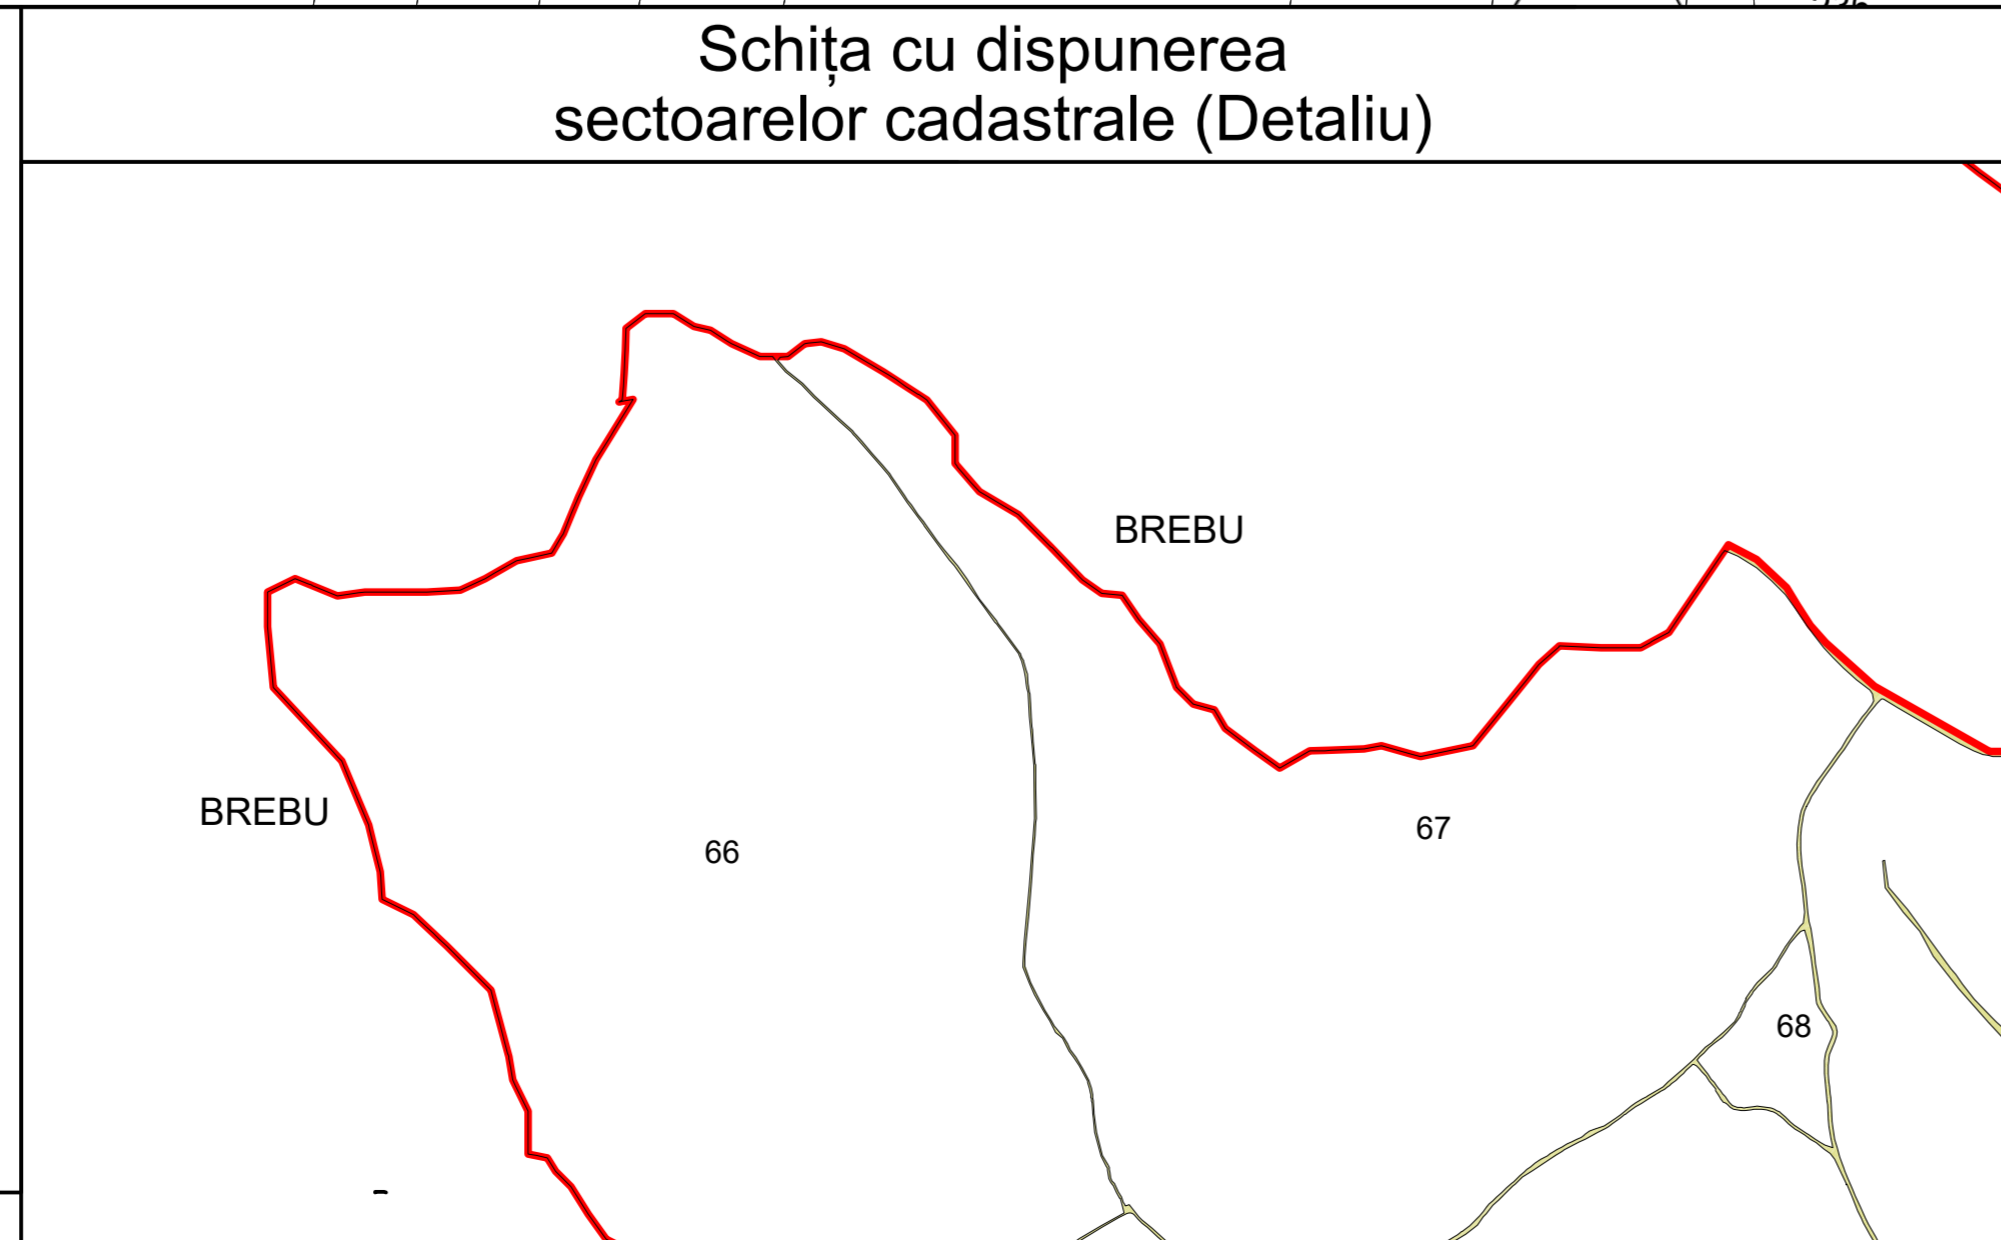 Schița cu dispunerea
sectoarelor cadastrale (Detaliu)
BREBU
BREBU
66
67
68